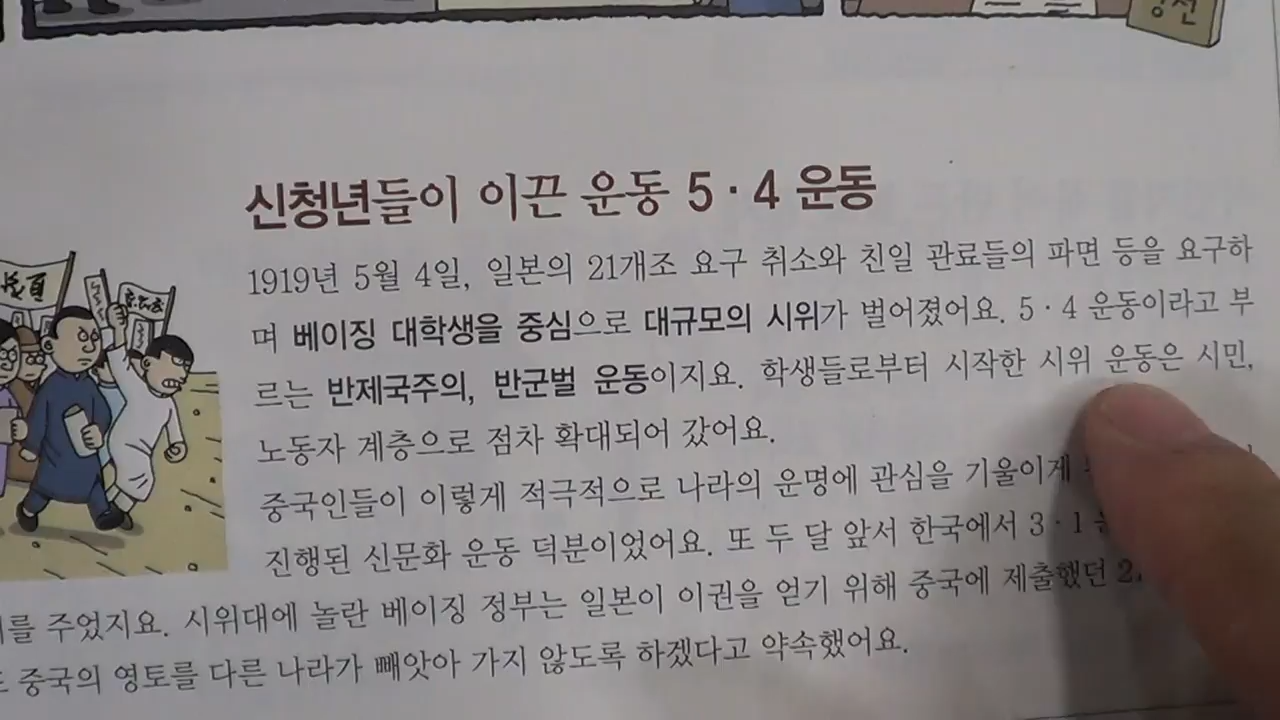 신청년들이 이끈 운동 5·4 운동
1919년 5월 4일, 일본의 21개조 요구 취소와 친일 관료들의 파면 등을 요구하
며 베이징 대학생을 중심으로 대규모의 시위가 벌어졌어요. 5·4 운동이라고 부
르는 반제국주의, 반군벌 운동이지요. 학생들로부터 시작한 시위 운동은 시민,
노동자 계층으로 점차 확대되어 갔어요.
중국인들이 이렇게 적극적으로 나라의 운명에 관심을 기울이게
진행된 신문화 운동 덕분이었어요. 또 두 달 앞서 한국에서 3·1
를 주었지요. 시위대에 놀란 베이징 정부는 일본이 이권을 얻기 위해 중국에 제출했던
중국의 영토를 다른 나라가 빼앗아 가지 않도록 하겠다고 약속했어요.